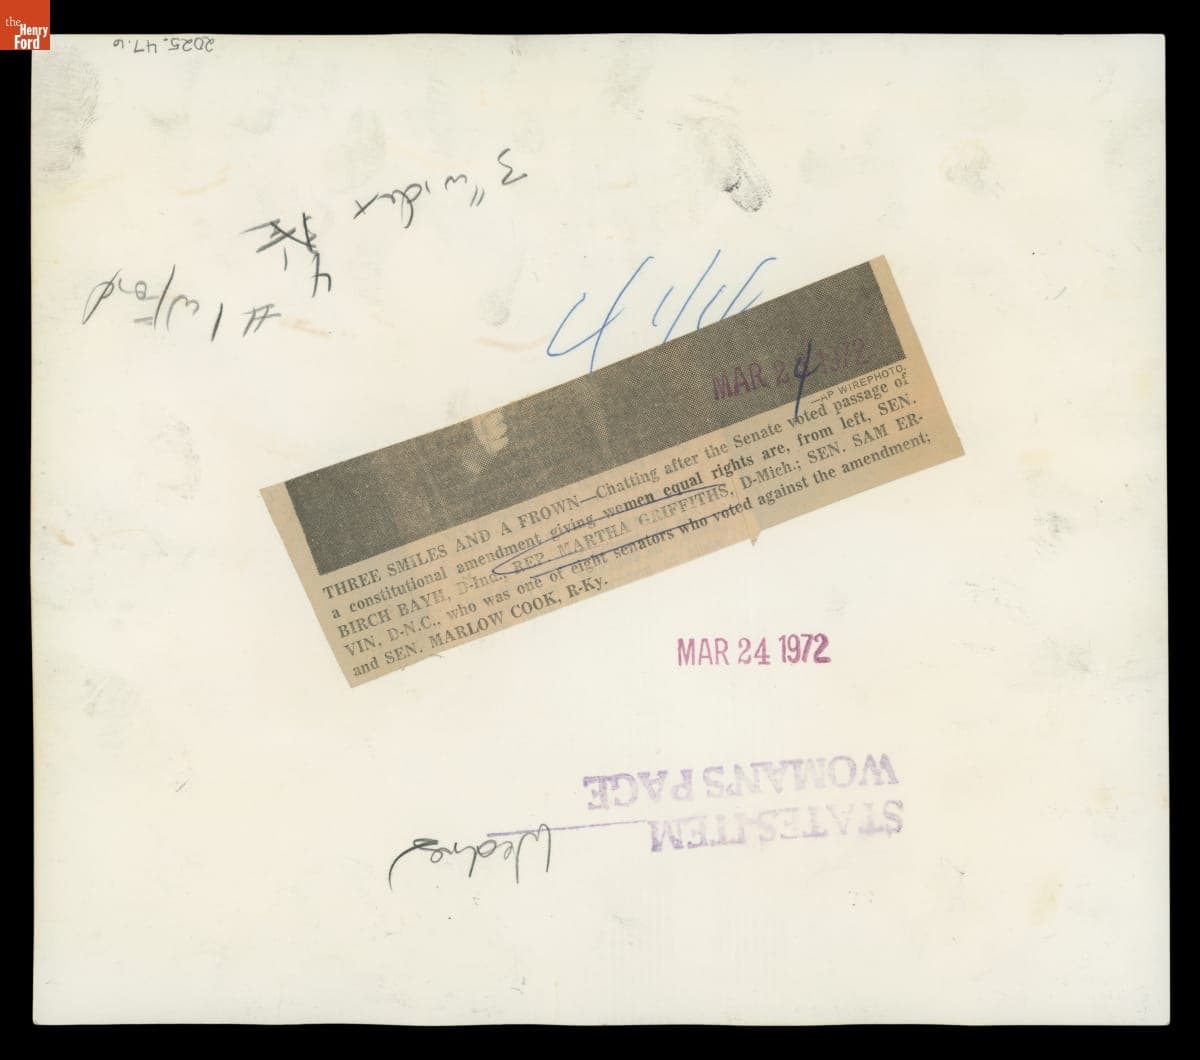 the
Henry
Ford
2025.47.6
3" wide x
4"
#1 w/Ford
MAR 24 1972
—AP WIREPHOTO.
THREE SMILES AND A FROWN—Chatting after the Senate voted passage of
a constitutional amendment giving women equal rights are, from left, SEN.
BIRCH BAYH, D-Ind.; REP. MARTHA GRIFFITHS, D-Mich.; SEN. SAM ER-
VIN, D-N.C., who was one of eight senators who voted against the amendment;
and SEN. MARLOW COOK, R-Ky.
MAR 24 1972
STATES-ITEM
WOMAN'S PAGE